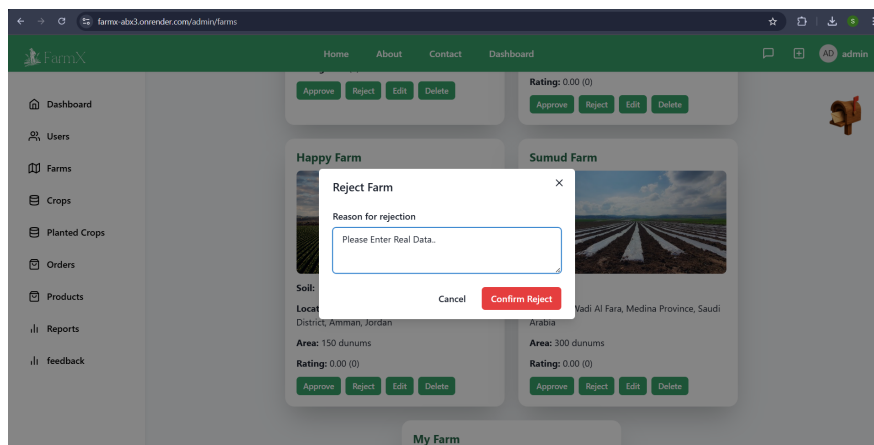 farmx-abx3.onrender.com/admin/farms
S
FarmX
Home About Contact Dashboard
AD admin
Dashboard
Users
Farms
Crops
Planted Crops
Orders
Products
Reports
feedback
Approve Reject Edit Delete
Rating: 0.00 (0)
Approve Reject Edit Delete
Happy Farm
Soil:
District, Amman, Jordan
Area: 150 dunums
Rating: 0.00 (0)
Approve Reject Edit Delete
Sumud Farm
Wadi Al Fara, Medina Province, Saudi
Arabia
Area: 300 dunums
Rating: 0.00 (0)
Approve Reject Edit Delete
My Farm
Reject Farm
Reason for rejection
Please Enter Real Data..
Cancel Confirm Reject